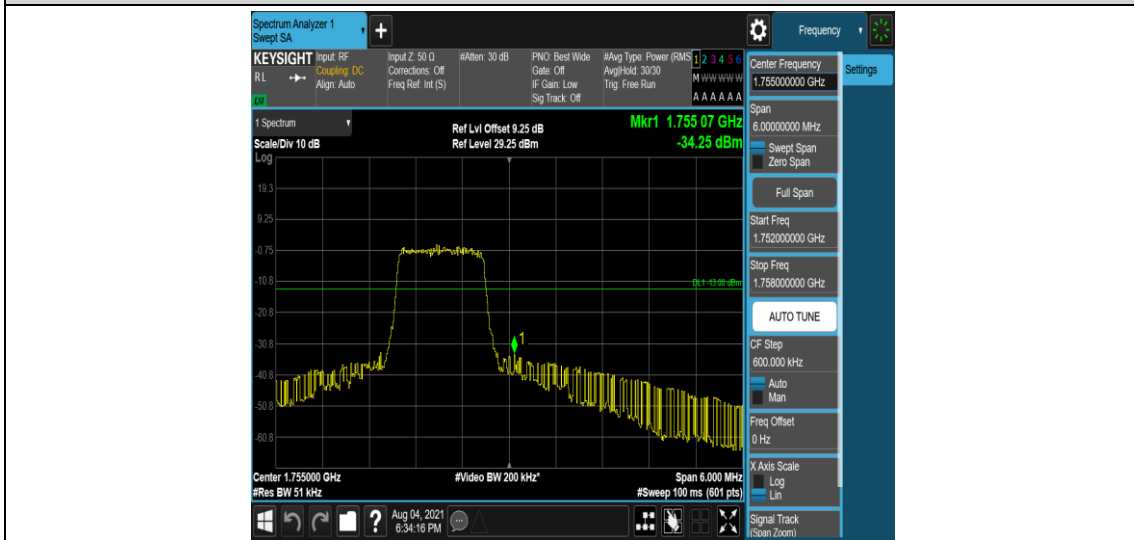 Spectrum Analyzer 1
Swept SA
+
Frequency
KEYSIGHT
RL
LXI
Input: RF
Coupling: DC
Align: Auto
Input Z: 50 Ω
Corrections: Off
Freq Ref: Int (S)
#Atten: 30 dB
PNO: Best Wide
Gate: Off
IF Gain: Low
Sig Track: Off
#Avg Type: Power (RMS
Avg|Hold: 30/30
Trig: Free Run
1 2 3 4 5 6
M W W W W W
A A A A A A
Center Frequency
1.755000000 GHz
Settings
Span
6.00000000 MHz
Swept Span
Zero Span
Full Span
Start Freq
1.752000000 GHz
Stop Freq
1.758000000 GHz
AUTO TUNE
CF Step
600.000 kHz
Auto
Man
Freq Offset
0 Hz
X Axis Scale
Log
Lin
Signal Track
(Span Zoom)
1 Spectrum
Scale/Div 10 dB
Log
Ref Lvl Offset 9.25 dB
Ref Level 29.25 dBm
Mkr1 1.755 07 GHz
-34.25 dBm
19.3
9.25
-0.75
-10.8
DL1 -13.00 dBm
-20.8
-30.8
1
-40.8
-50.8
-60.8
Center 1.755000 GHz
#Video BW 200 kHz*
Span 6.000 MHz
#Res BW 51 kHz
#Sweep 100 ms (601 pts)
?
Aug 04, 2021
6:34:16 PM